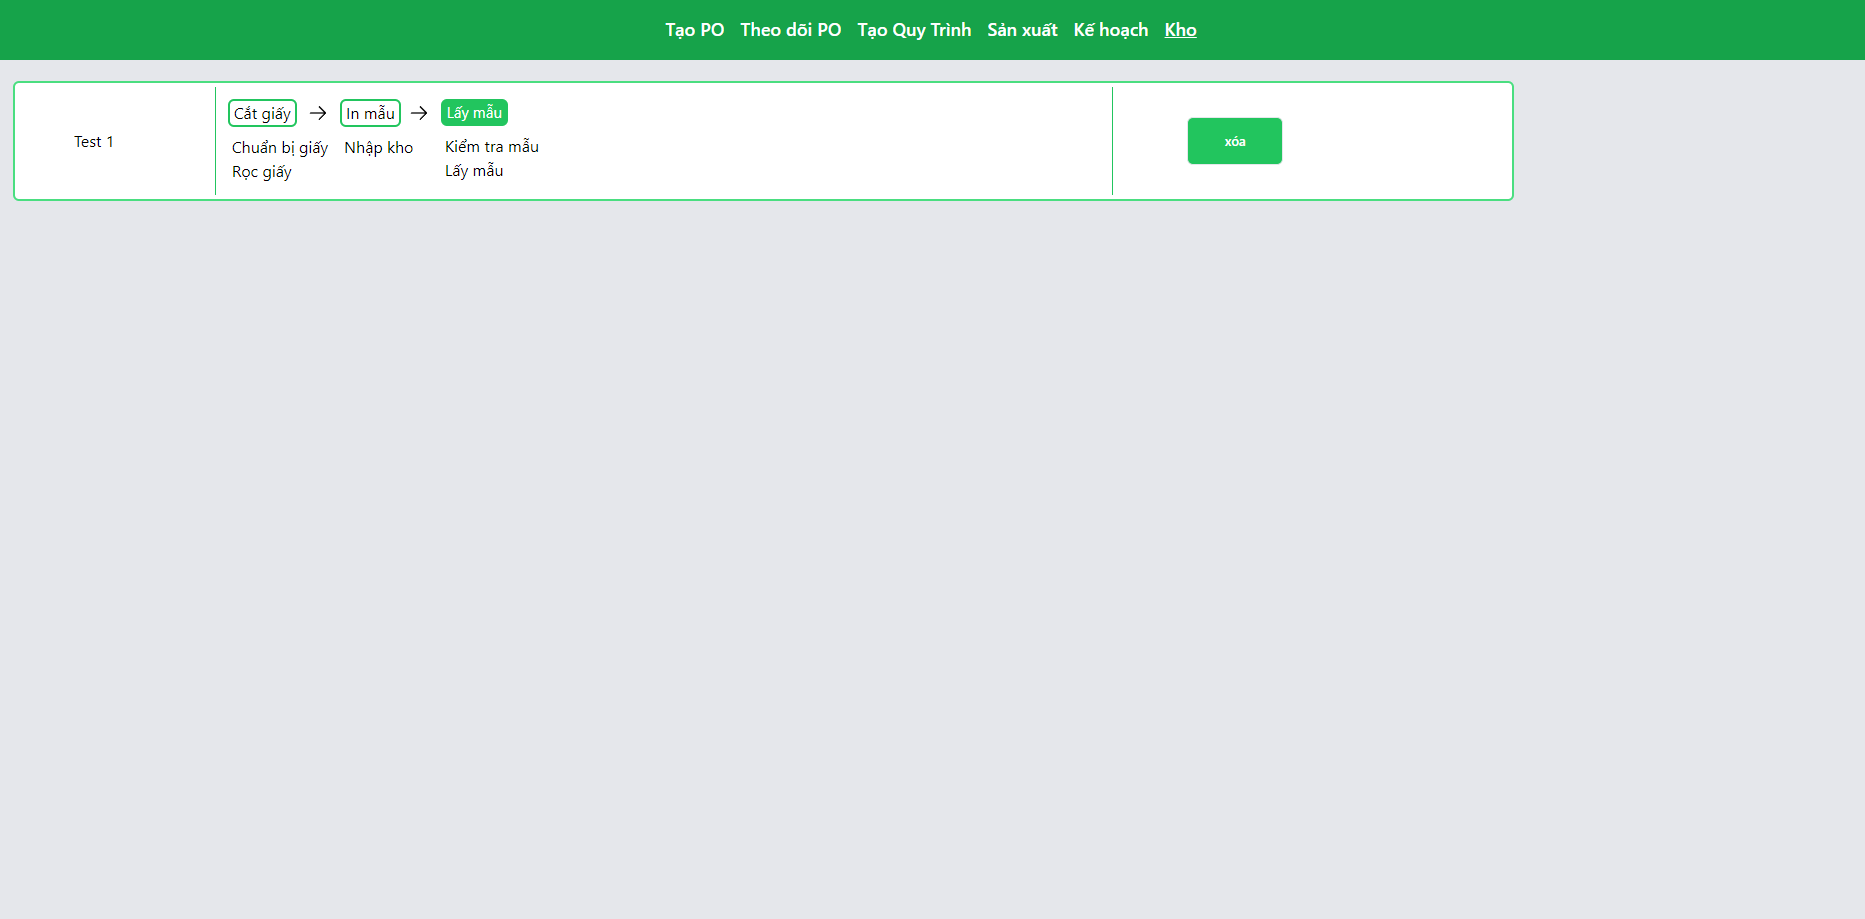 Tạo PO Theo dõi PO Tạo Quy Trình Sản xuất Kế hoạch Kho
Test 1
Cắt giấy → In mẫu → Lấy mẫu
Chuẩn bị giấy Nhập kho Kiểm tra mẫu
Rọc giấy Lấy mẫu
xóa